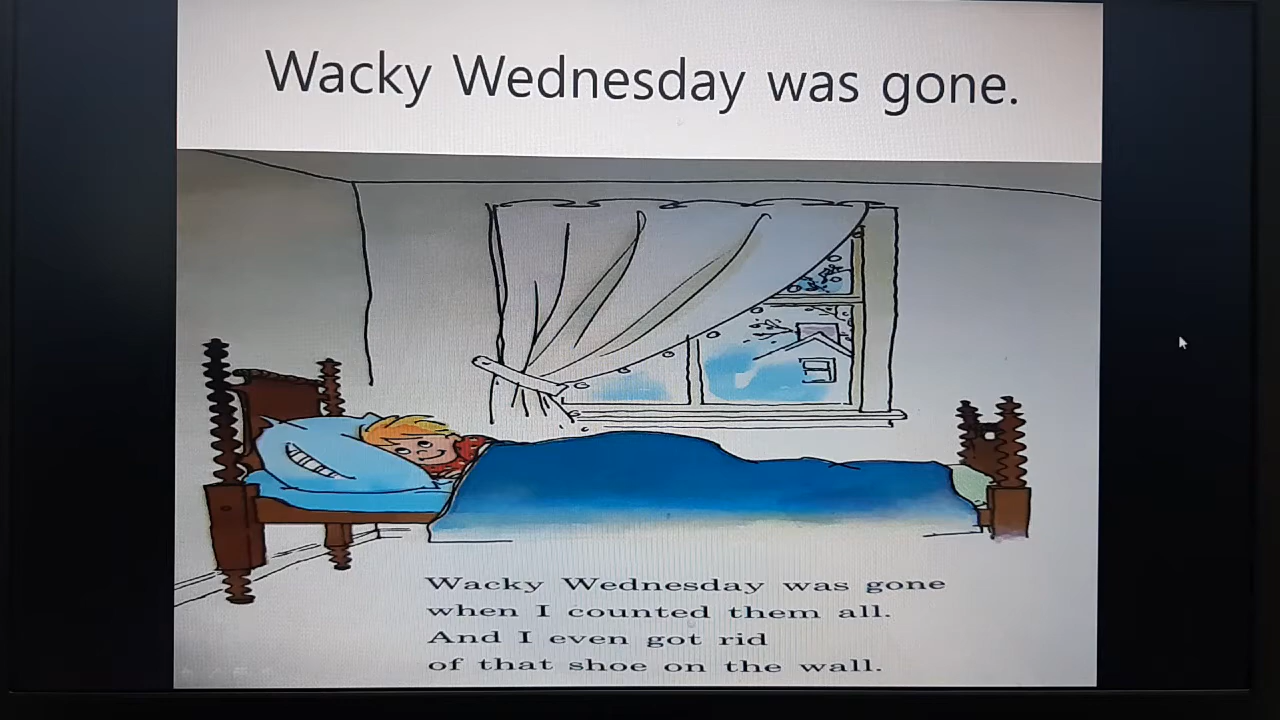 Wacky Wednesday was gone.
Wacky Wednesday was gone
when I counted them all.
And I even got rid
of that shoe on the wall.